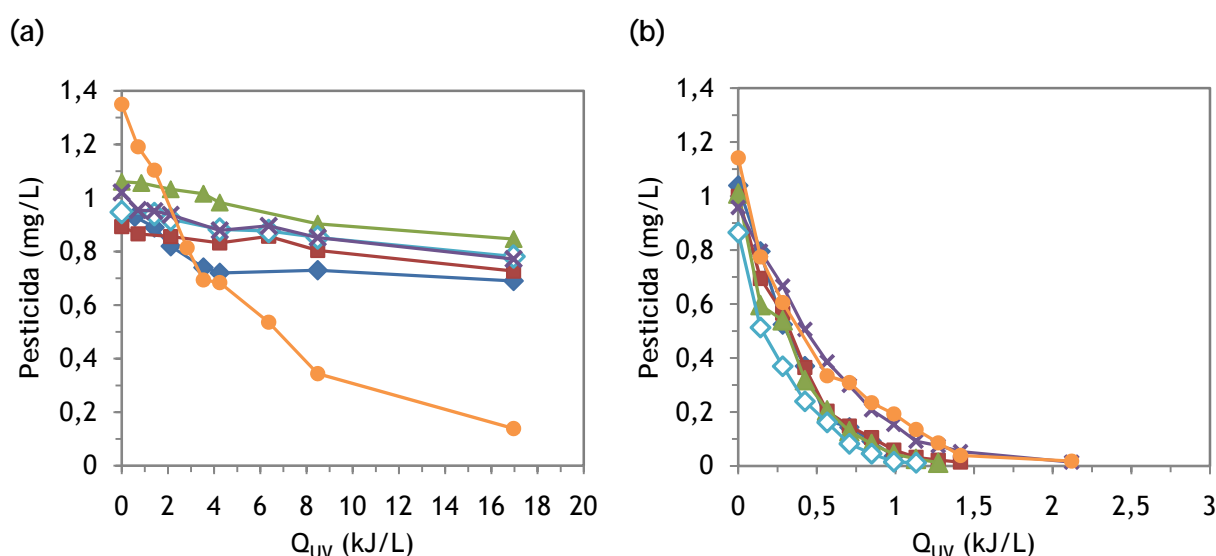 (a)
Pesticida (mg/L)
1,4
1,2
1
0,8
0,6
0,4
0,2
0
0 2 4 6 8 10 12 14 16 18 20
Q_UV (kJ/L)
(b)
Pesticida (mg/L)
1,4
1,2
1
0,8
0,6
0,4
0,2
0
0 0,5 1 1,5 2 2,5 3
Q_UV (kJ/L)